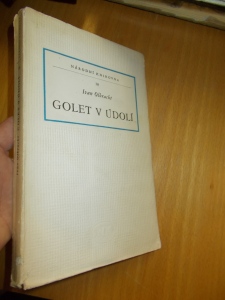 NÁRODNÍ KNIHOVNA
Ivan Olbracht
GOLET V ÚDOLÍ